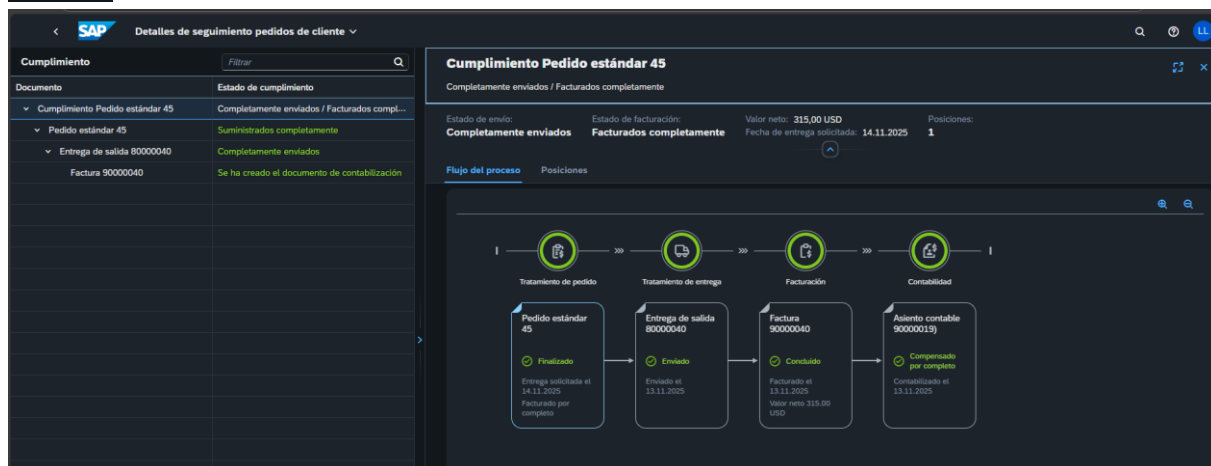 SAP
Detalles de seguimiento pedidos de cliente
LL
Cumplimiento
Filtrar
Documento
Estado de cumplimiento
Cumplimiento Pedido estándar 45
Completamente enviados / Facturados compl...
Pedido estándar 45
Suministrados completamente
Entrega de salida 80000040
Completamente enviados
Factura 90000040
Se ha creado el documento de contabilización
Cumplimiento Pedido estándar 45
Completamente enviados / Facturados completamente
Estado de envío:
Completamente enviados
Estado de facturación:
Facturados completamente
Valor neto: 315,00 USD
Fecha de entrega solicitada: 14.11.2025
Posiciones:
1
Flujo del proceso
Posiciones
Tratamiento de pedido
Tratamiento de entrega
Facturación
Contabilidad
Pedido estándar
45
Finalizado
Entrega solicitada el
14.11.2025
Facturado por
completo
Entrega de salida
80000040
Enviado
Enviado el
13.11.2025
Factura
90000040
Concluido
Facturado el
13.11.2025
Valor neto 315.00
USD
Asiento contable
90000019)
Compensado
por completo
Contabilizado el
13.11.2025